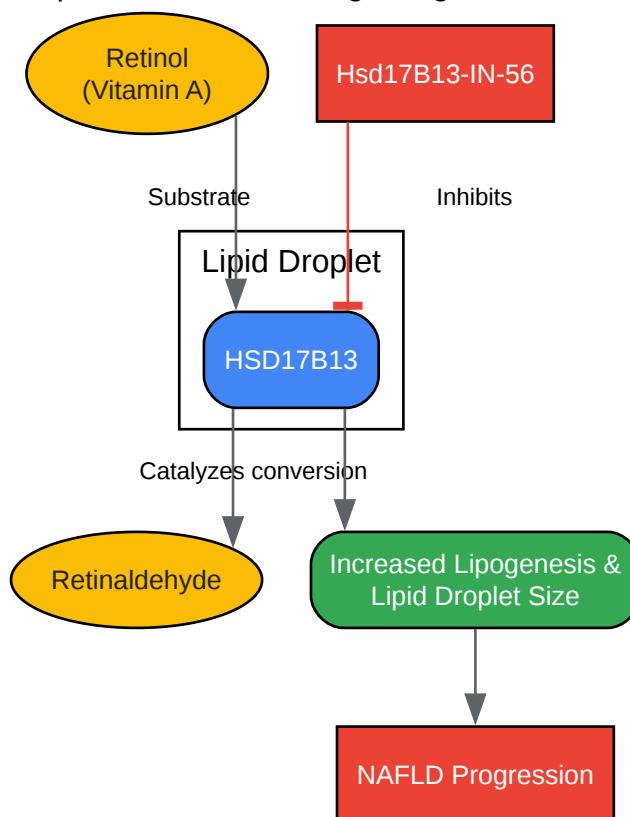 Retinol
(Vitamin A)
Hsd17B13-IN-56
Substrate
Inhibits
Lipid Droplet
HSD17B13
Catalyzes conversion
Retinaldehyde
Increased Lipogenesis &
Lipid Droplet Size
NAFLD Progression